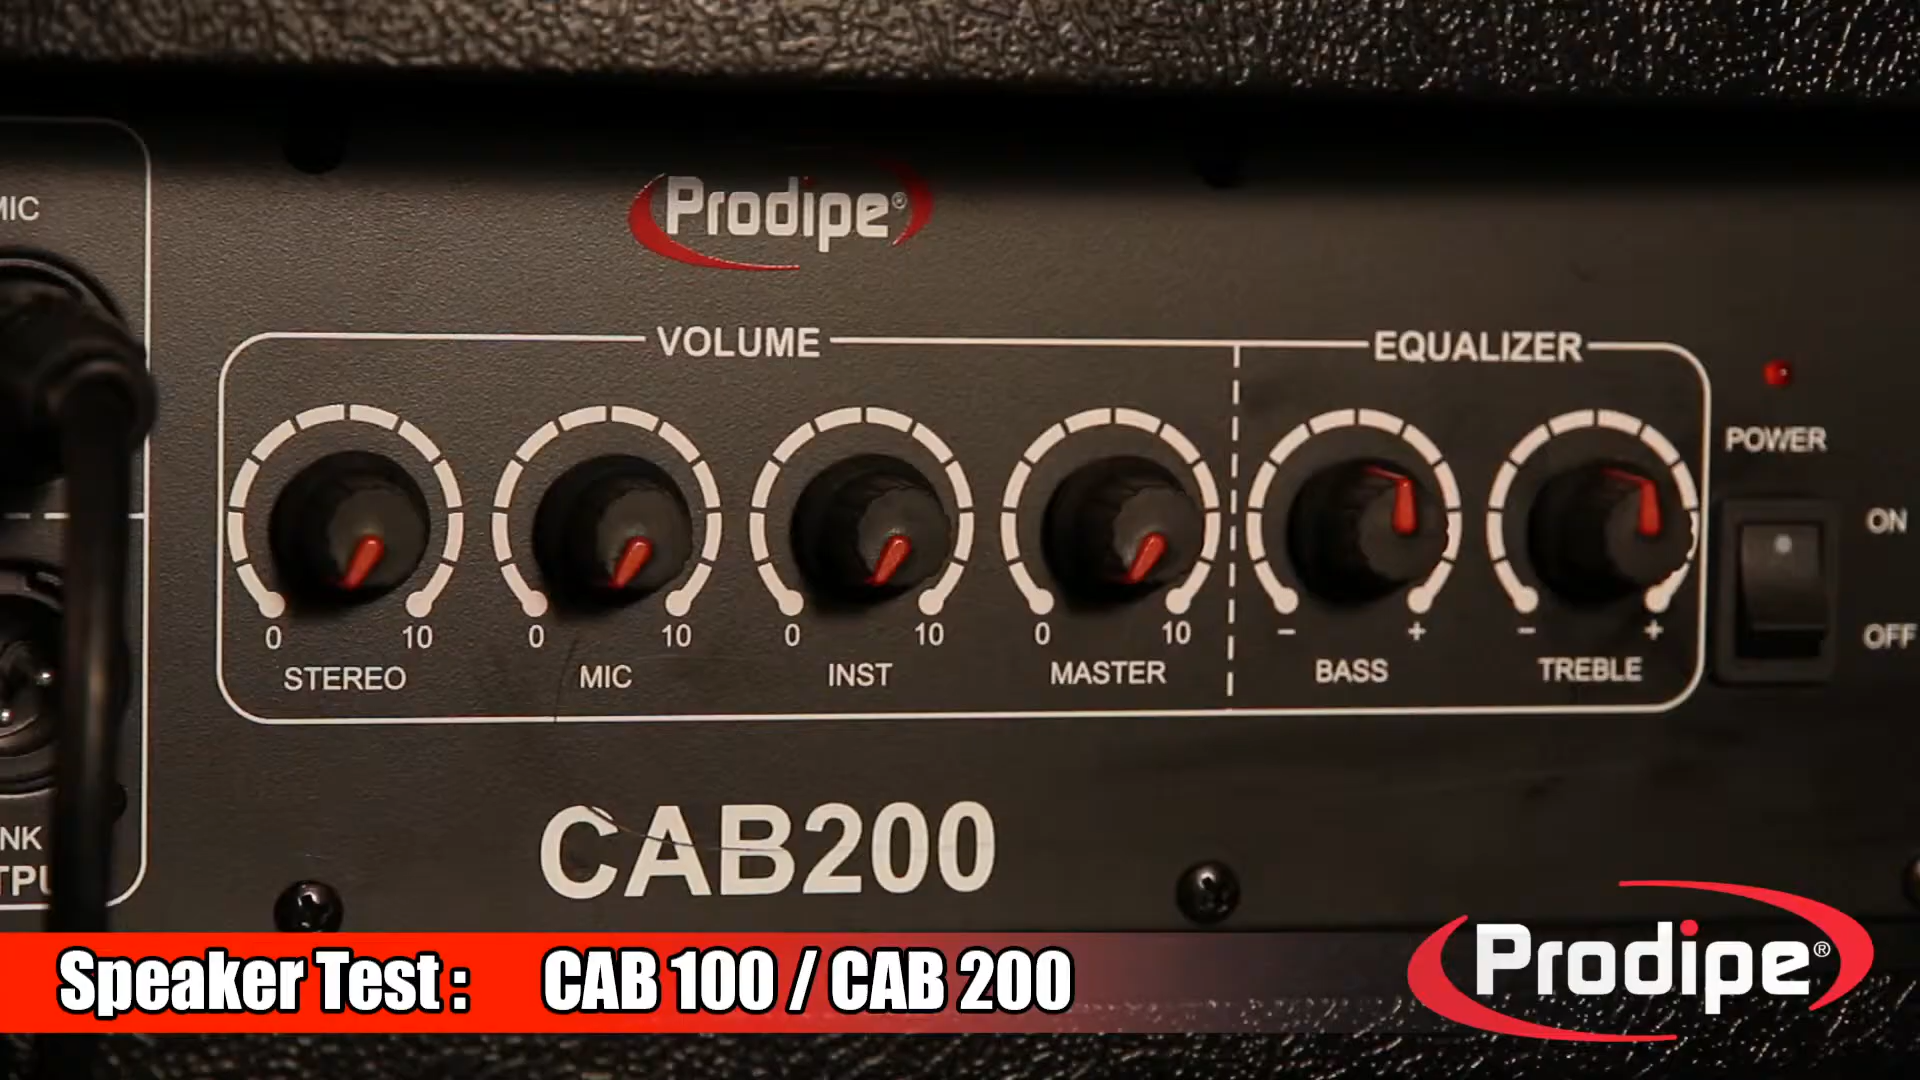 MIC
Prodipe®
VOLUME
EQUALIZER
POWER
ON
OFF
0 10 0 10 0 10 0 10 − + − +
STEREO MIC INST MASTER BASS TREBLE
CAB200
Speaker Test : CAB 100 / CAB 200
Prodipe®